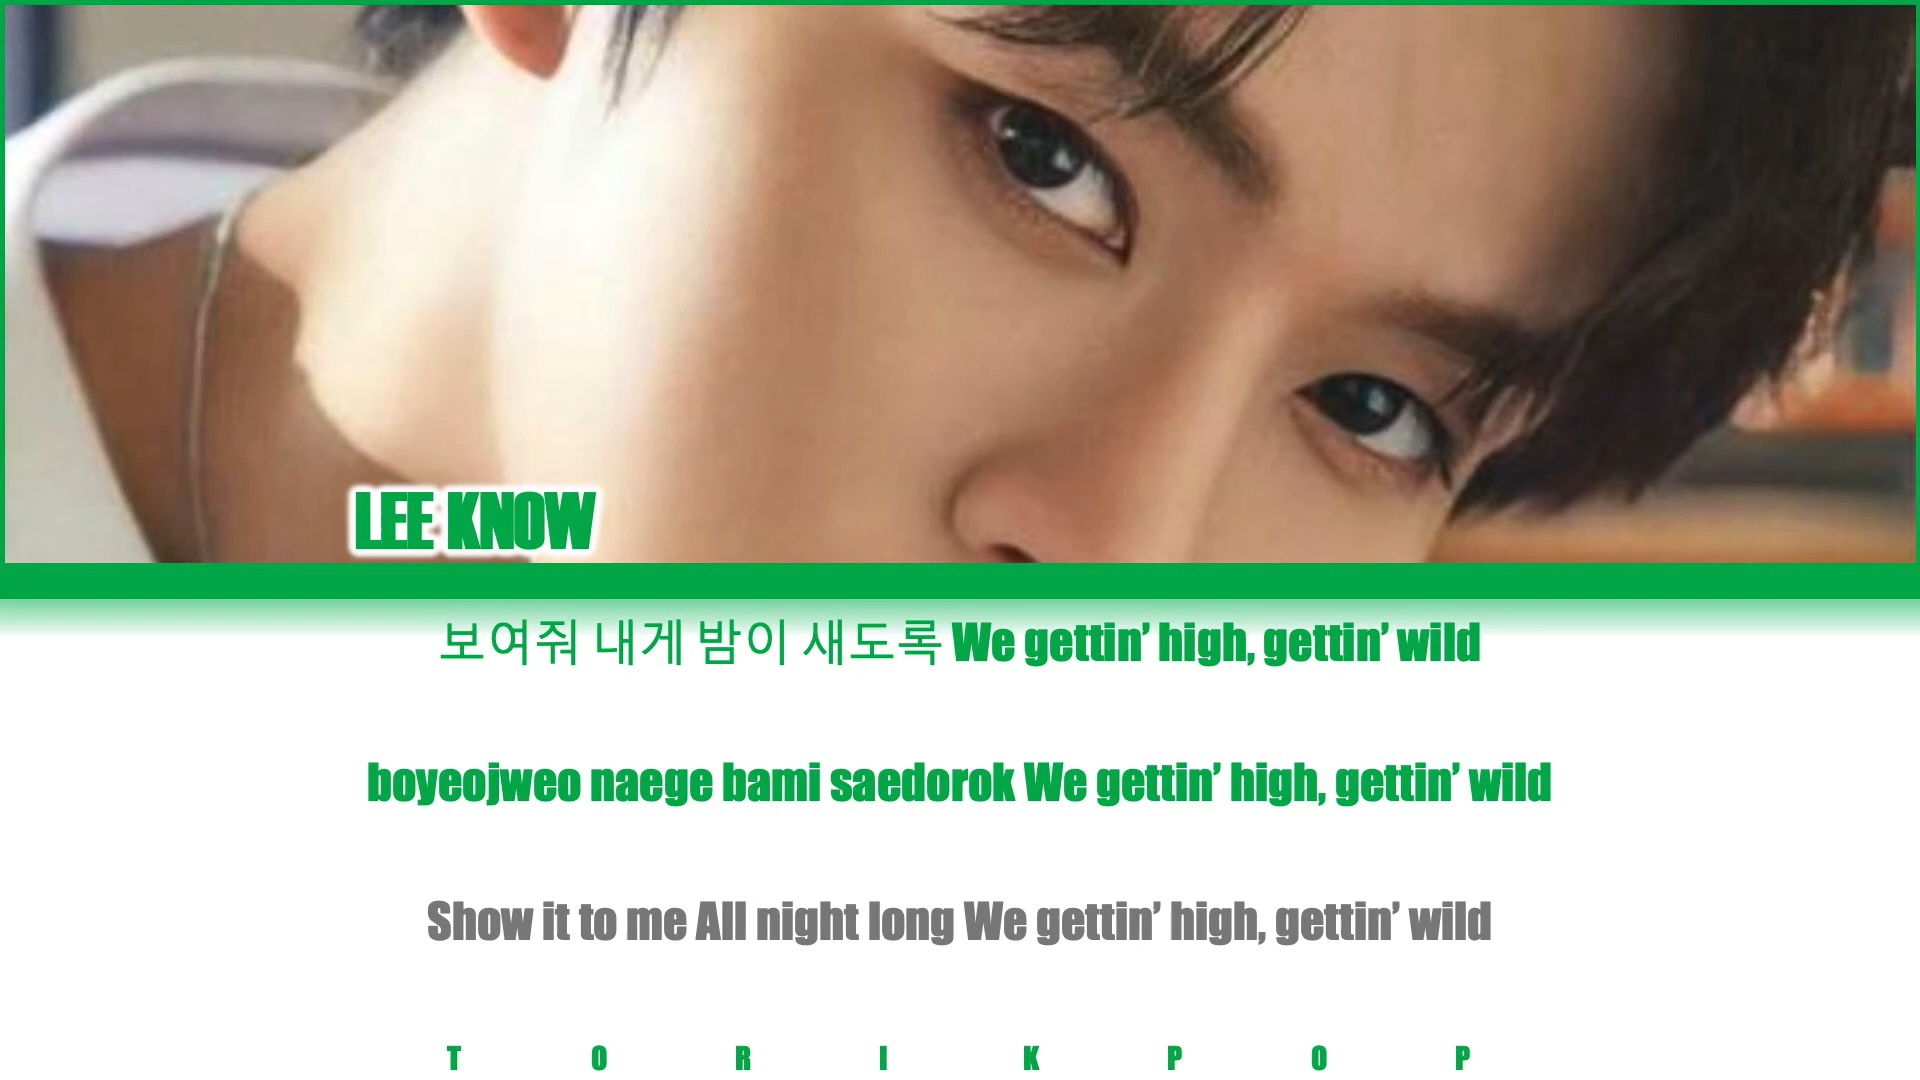 LEE KNOW
보여줘 내게 밤이 새도록 We gettin’ high, gettin’ wild
boyeojweo naege bami saedorok We gettin’ high, gettin’ wild
Show it to me All night long We gettin’ high, gettin’ wild
T O R I K P O P